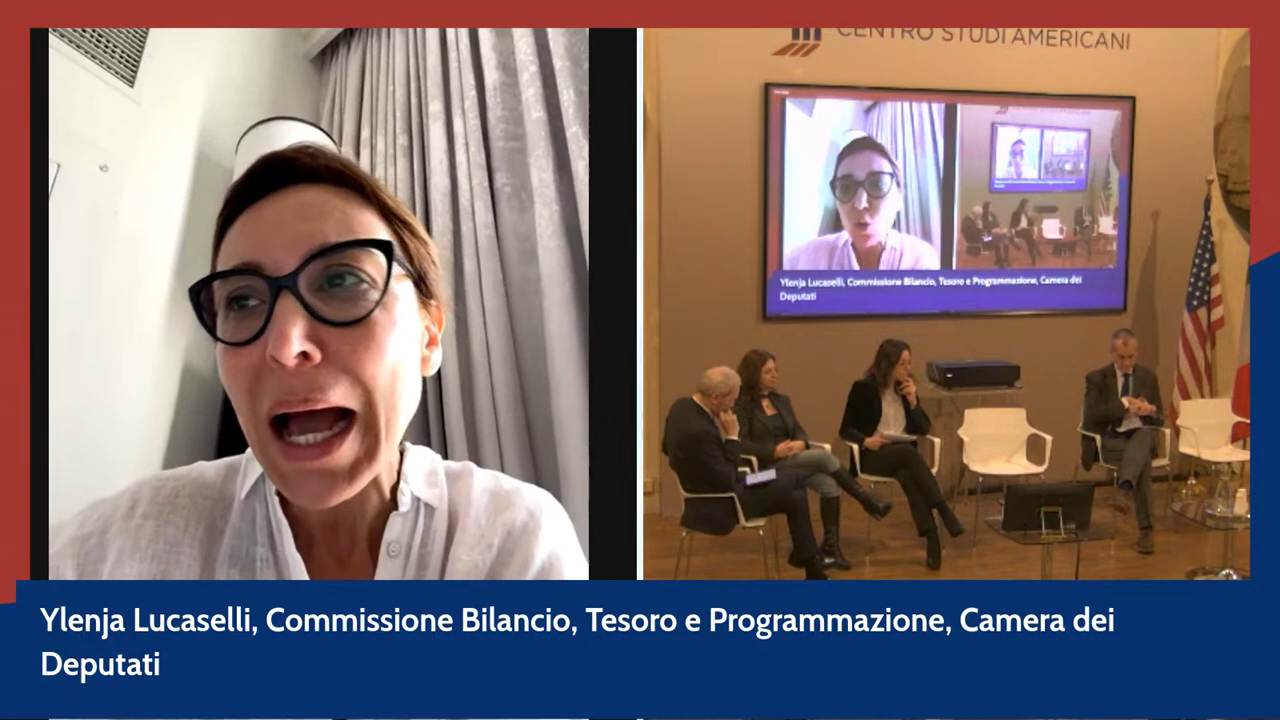 CENTRO STUDI AMERICANI
Ylenja Lucaselli, Commissione Bilancio, Tesoro e Programmazione, Camera dei
Deputati
Ylenja Lucaselli, Commissione Bilancio, Tesoro e Programmazione, Camera dei
Deputati